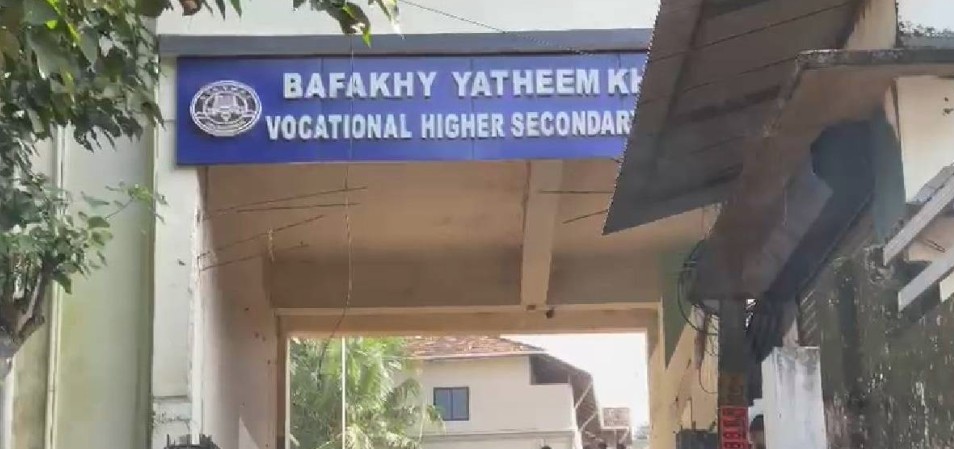 BAFAKHY YATHEEM KH
VOCATIONAL HIGHER SECONDARY